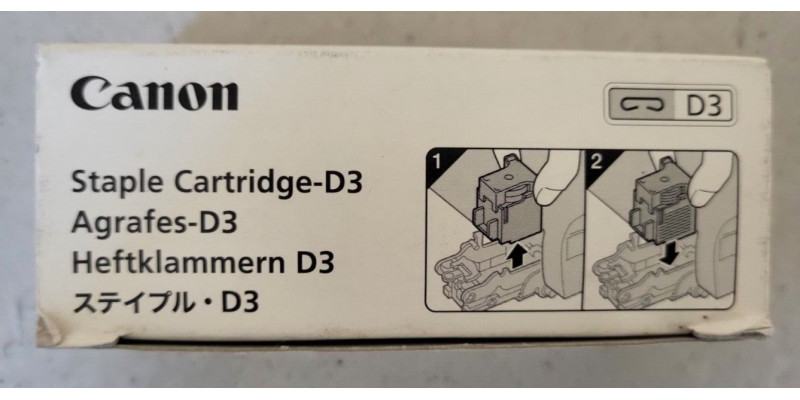 Canon
D3
Staple Cartridge-D3
Agrafes-D3
Heftklammern D3
ステイプル・D3
1
2